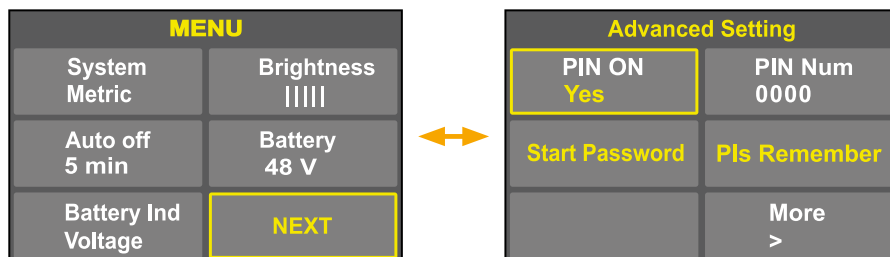 MENU
System
Metric
Brightness
|||||
Auto off
5 min
Battery
48 V
Battery Ind
Voltage
NEXT
Advanced Setting
PIN ON
Yes
PIN Num
0000
Start Password
Pls Remember
More
>